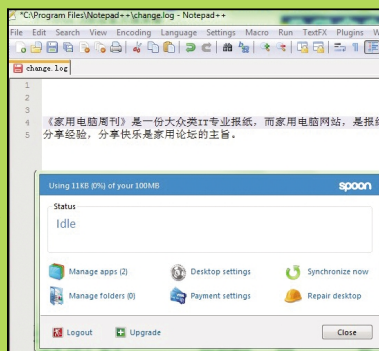 *C:\Program Files\Notepad++\change.log - Notepad++
File Edit Search View Encoding Language Settings Macro Run TextFX Plugins W
change.log
1
2
3
4 《家用电脑周刊》是一份大众类IT专业报纸，而家用电脑网站，是报纸
5 分享经验，分享快乐是家用论坛的主旨。
Using 11KB (0%) of your 100MB spoon
Status
Idle
Manage apps (2) Desktop settings Synchronize now
Manage folders (0) Payment settings Repair desktop
Logout Upgrade Close